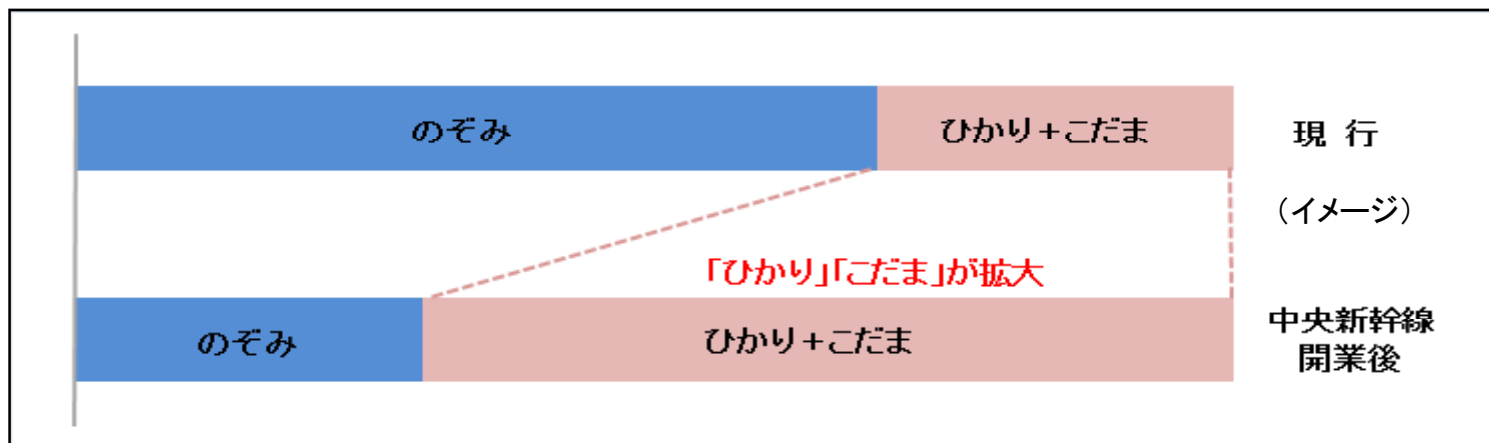 のぞみ
ひかり+こだま
現 行
（イメージ）
「ひかり」「こだま」が拡大
のぞみ
ひかり+こだま
中央新幹線
開業後